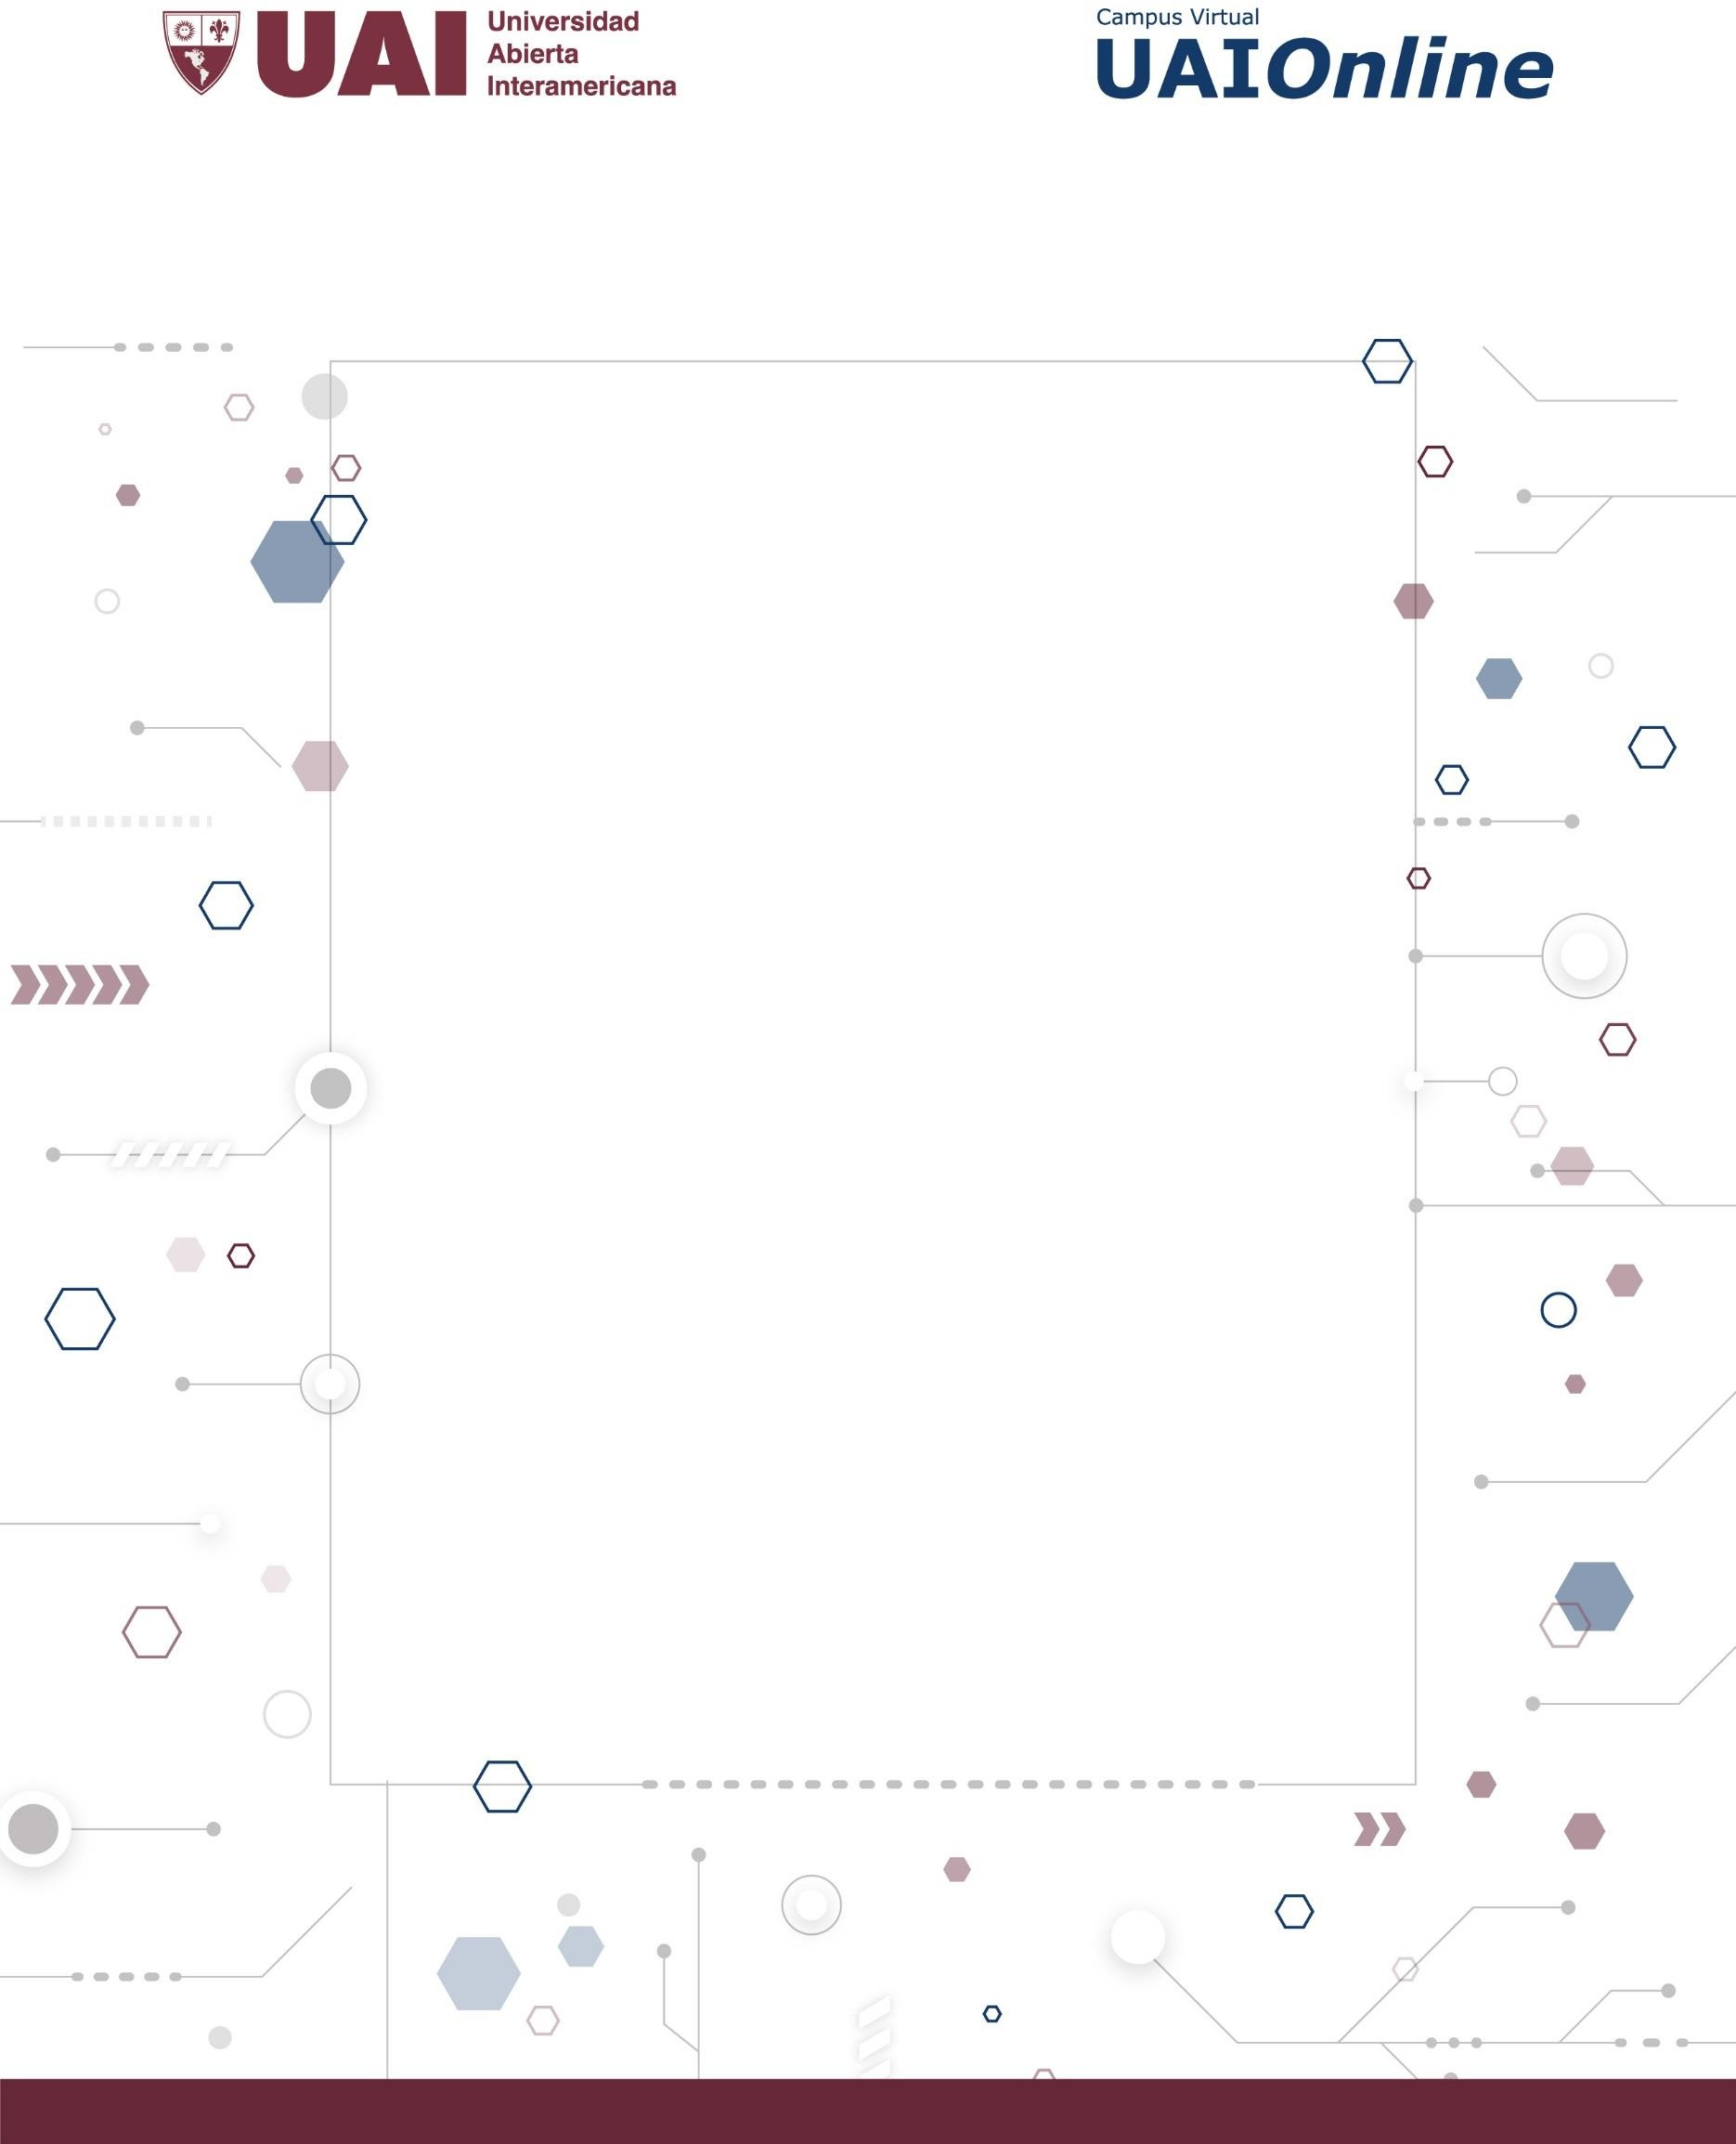 UAI
Universidad
Abierta
Interamericana
Campus Virtual
UAIOnline